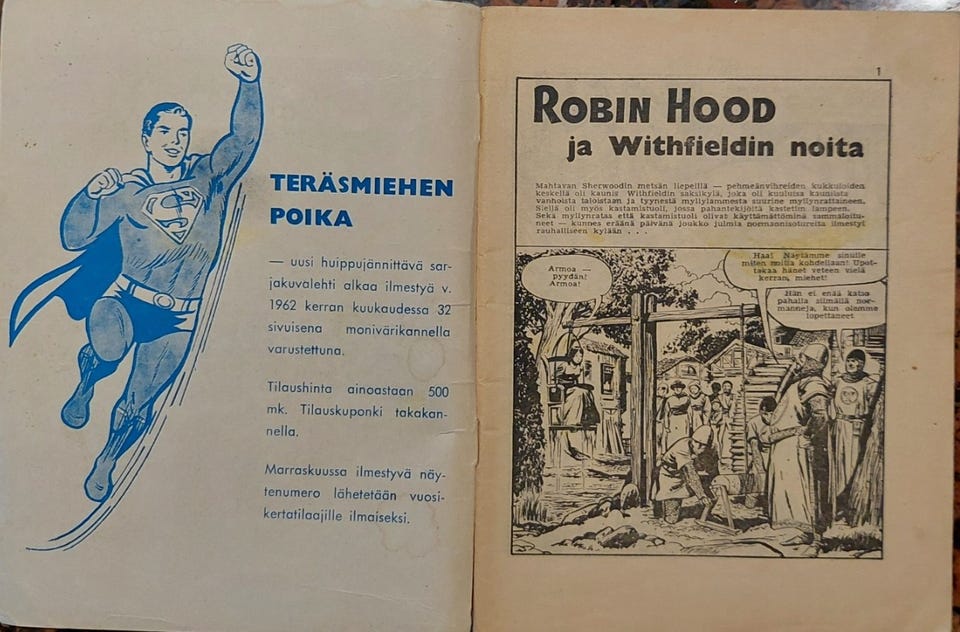 TERÄSMIEHEN
POIKA
— uusi huippujännittävä sar-
jakuvalehti alkaa ilmestyä v.
1962 kerran kuukaudessa 32
sivuisena monivärikannella
varustettuna.
Tilaushinta ainoastaan 500
mk. Tilauskuponki takakan-
nella.
Marraskuussa ilmestyvä näy-
tenumero lähetetään vuosi-
kertatilaajille ilmaiseksi.
S
1
ROBIN HOOD
ja Withfieldin noita
Mahtavan Sherwoodin metsän liepeillä — pehmeänvihreiden kukkuloiden
keskellä oli kaunis Withfieldin saksikylä, joka oli kuuluisa kauniista
vanhoista taloistaan ja tyynestä myllylammesta suurine myllynrattaineen.
Siellä oli myös kastamistuoli, jossa pahantekijöitä kastettiin lampeen.
Sekä myllynratas että kastamistuoli olivat käyttämättöminä sammaloitu-
neet — kunnes eräänä päivänä joukko julmia normannisotureita ilmestyi
rauhalliseen kylään . . .
Armoa —
pyydän!
Armoa!
Haa! Näytämme sinulle
miten noitia kohdellaan! Upot-
takaa hänet veteen vielä
kerran, miehet!
Hän ei enää katso
pahalla silmällä nor-
manneja, kun olemme
lopettaneet